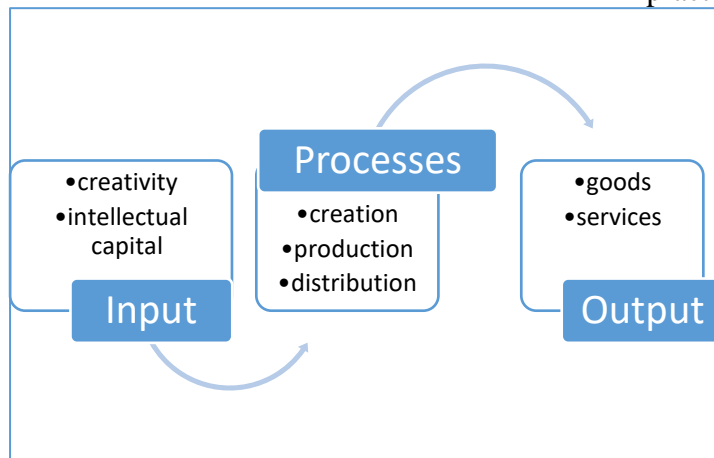 •creativity
•intellectual
capital
Input
Processes
•creation
•production
•distribution
•goods
•services
Output